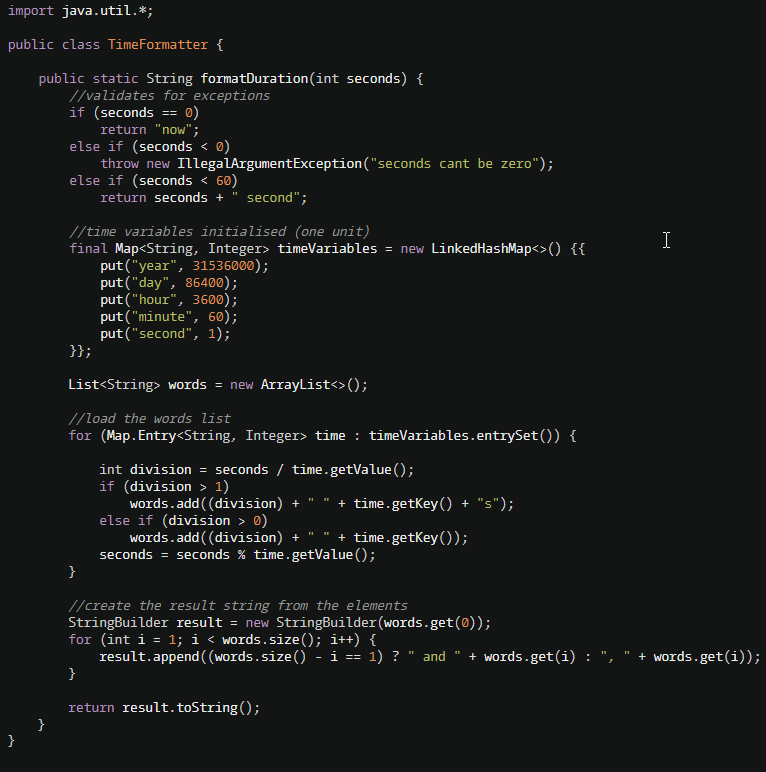 import java.util.*;

public class TimeFormatter {

    public static String formatDuration(int seconds) {
        //validates for exceptions
        if (seconds == 0)
            return "now";
        else if (seconds < 0)
            throw new IllegalArgumentException("seconds cant be zero");
        else if (seconds < 60)
            return seconds + " second";

        //time variables initialised (one unit)
        final Map<String, Integer> timeVariables = new LinkedHashMap<>() {{
            put("year", 31536000);
            put("day", 86400);
            put("hour", 3600);
            put("minute", 60);
            put("second", 1);
        }};

        List<String> words = new ArrayList<>();

        //load the words list
        for (Map.Entry<String, Integer> time : timeVariables.entrySet()) {

            int division = seconds / time.getValue();
            if (division > 1)
                words.add((division) + " " + time.getKey() + "s");
            else if (division > 0)
                words.add((division) + " " + time.getKey());
            seconds = seconds % time.getValue();
        }

        //create the result string from the elements
        StringBuilder result = new StringBuilder(words.get(0));
        for (int i = 1; i < words.size(); i++) {
            result.append((words.size() - i == 1) ? " and " + words.get(i) : ", " + words.get(i));
        }

        return result.toString();
    }
}